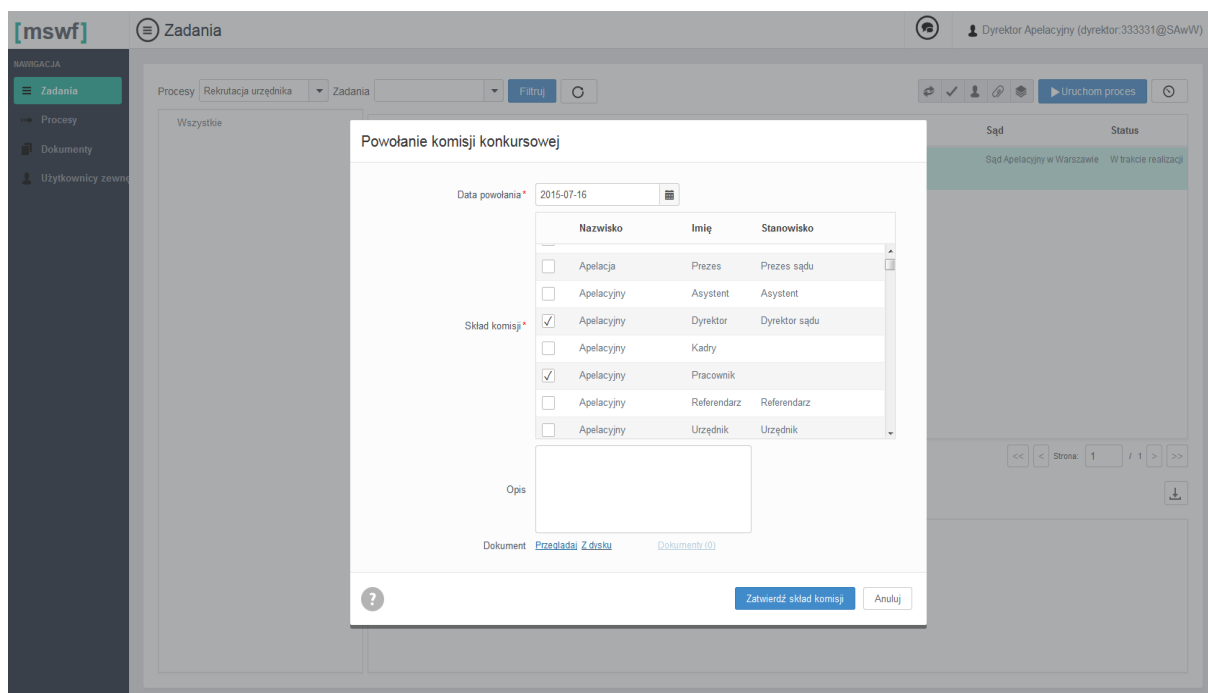 [mswf]
Zadania
Dyrektor Apelacyjny (dyrektor:333331@SAwW)
NAWIGACJA
Zadania
Procesy
Dokumenty
Użytkownicy zewnę
Procesy Rekrutacja urzędnika Zadania Filtruj
Uruchom proces
Wszystkie
Sąd Status
Sąd Apelacyjny w Warszawie W trakcie realizacji
Powołanie komisji konkursowej
Data powołania* 2015-07-16
Nazwisko Imię Stanowisko
Apelacja Prezes Prezes sądu
Apelacyjny Asystent Asystent
Skład komisji* Apelacyjny Dyrektor Dyrektor sądu
Apelacyjny Kadry
Apelacyjny Pracownik
Apelacyjny Referendarz Referendarz
Apelacyjny Urzędnik Urzędnik
<< < Strona: 1 / 1 > >>
Opis
Dokument Przeglądaj Z dysku Dokumenty (0)
? Zatwierdź skład komisji Anuluj